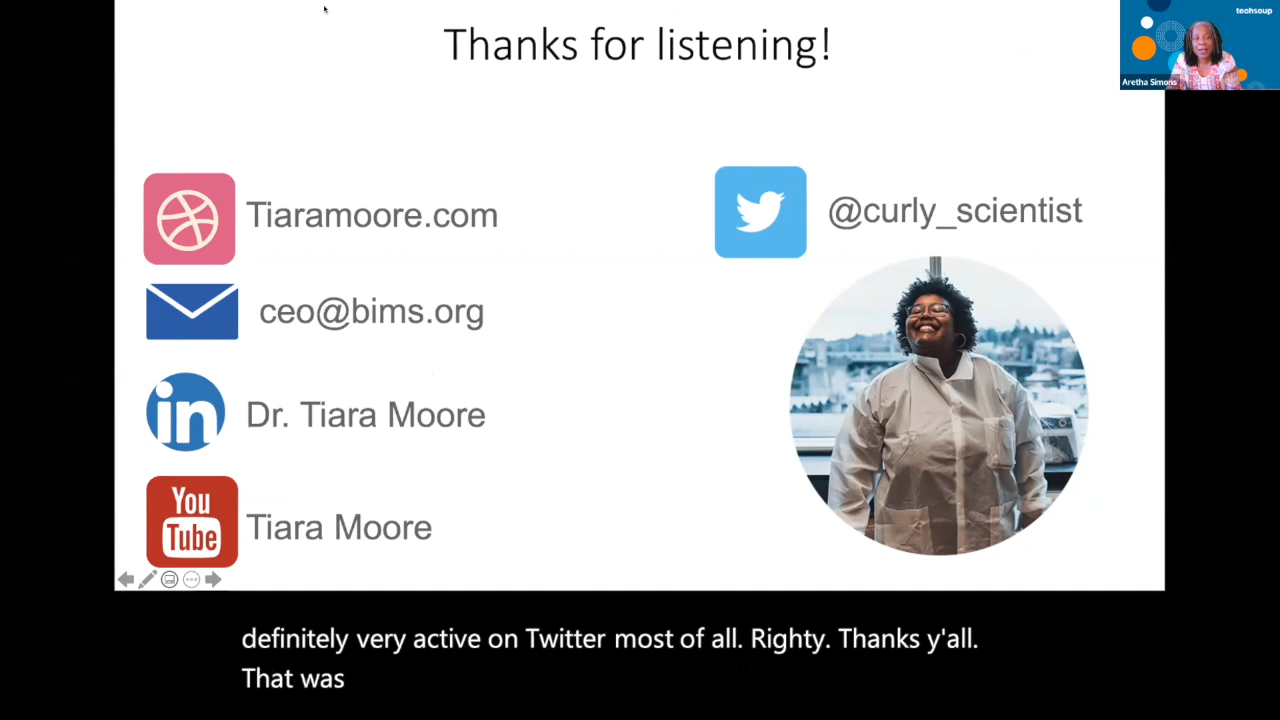 Thanks for listening!
techsoup
Aretha Simons
Tiaramoore.com
@curly_scientist
ceo@bims.org
in
Dr. Tiara Moore
You
Tube
Tiara Moore
definitely very active on Twitter most of all. Righty. Thanks y'all.
That was